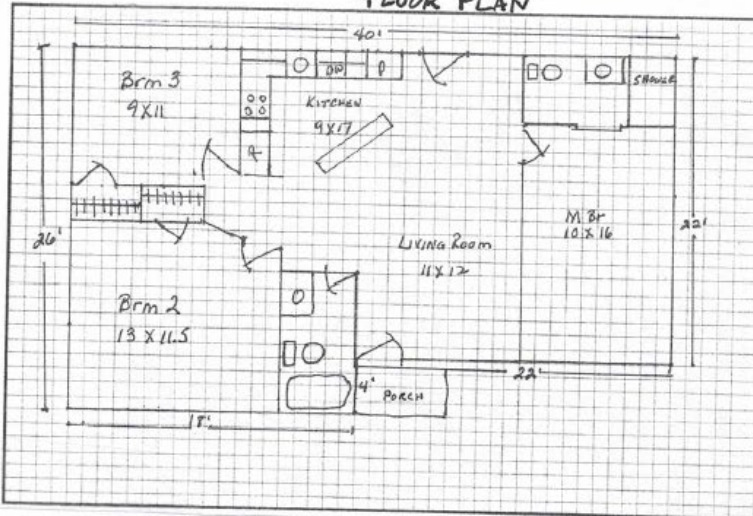 FLOOR PLAN
40'
Brm 3
9X11
DW
KITCHEN
9X17
R
SHOWER
26'
M Br
10 X 16
22'
LIVING ROOM
11 X 12
Brm 2
13 X 11.5
4'
PORCH
22'
18'